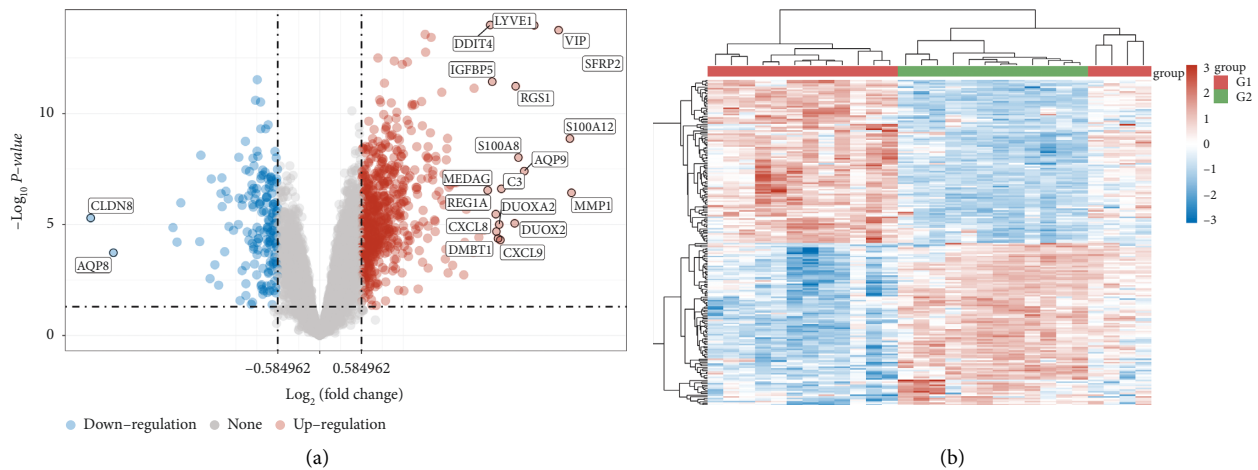 LYVE1
DDIT4
VIP
SFRP2
IGFBP5
RGS1
S100A12
S100A8
AQP9
MEDAG
C3
REG1A
DUOXA2
MMP1
CXCL8
DUOX2
DMBT1
CXCL9
CLDN8
AQP8
10
5
0
−Log10 P−value
−0.584962
0.584962
Log2 (fold change)
Down−regulation
None
Up−regulation
(a)
group
3
2
1
0
−1
−2
−3
group
G1
G2
(b)